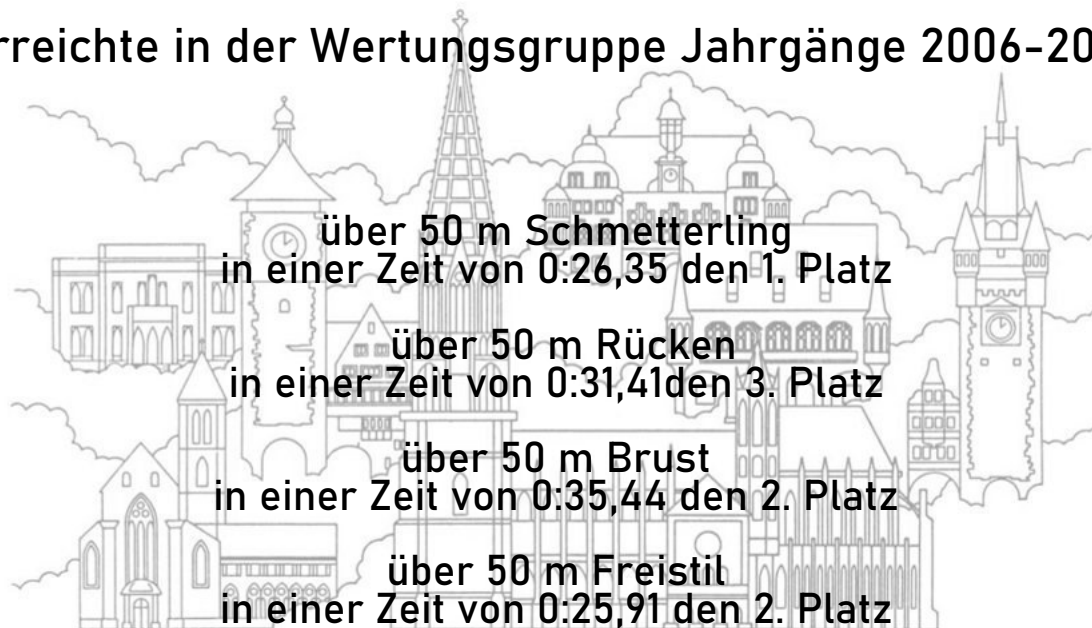 rreichte in der Wertungsgruppe Jahrgänge 2006-20
über 50 m Schmetterling
in einer Zeit von 0:26,35 den 1. Platz
über 50 m Rücken
in einer Zeit von 0:31,41den 3. Platz
über 50 m Brust
in einer Zeit von 0:35,44 den 2. Platz
über 50 m Freistil
in einer Zeit von 0:25,91 den 2. Platz